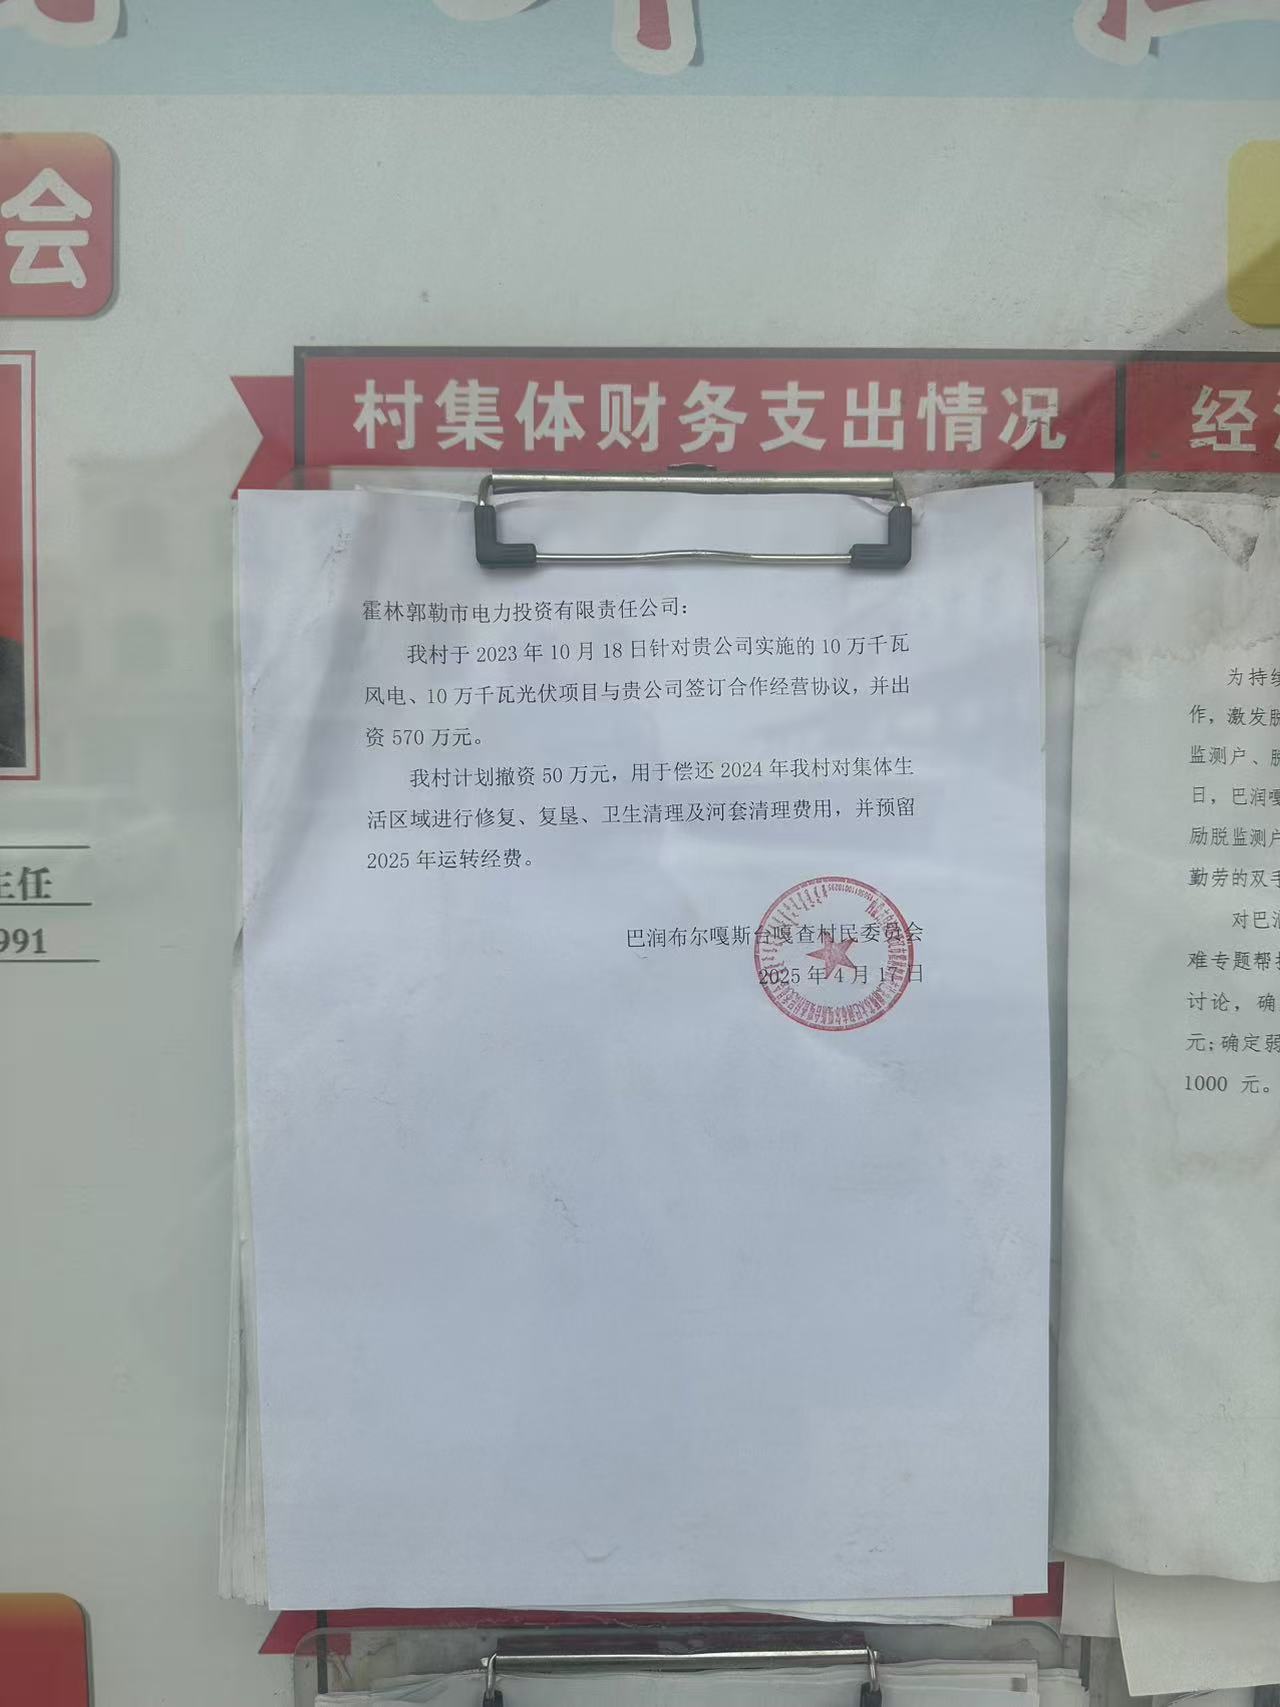 会
村集体财务支出情况
经
霍林郭勒市电力投资有限责任公司：
我村于 2023 年 10 月 18 日针对贵公司实施的 10 万千瓦
风电、10 万千瓦光伏项目与贵公司签订合作经营协议，并出
资 570 万元。
我村计划撤资 50 万元，用于偿还 2024 年我村对集体生
活区域进行修复、复垦、卫生清理及河套清理费用，并预留
2025 年运转经费。
巴润布尔嘎斯台嘎查村民委员会
2025 年 4 月 17 日
主任
991
为持续
作，激发脱
监测户、脱
日，巴润嘎
励脱监测户
勤劳的双手
对巴润
难专题帮扶
讨论，确
元；确定弱
1000 元。